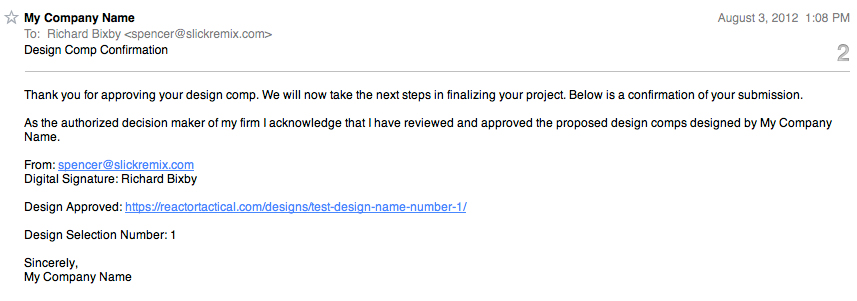 My Company Name
August 3, 2012 1:08 PM
To: Richard Bixby <spencer@slickremix.com>
Design Comp Confirmation
2
Thank you for approving your design comp. We will now take the next steps in finalizing your project. Below is a confirmation of your submission.
As the authorized decision maker of my firm I acknowledge that I have reviewed and approved the proposed design comps designed by My Company
Name.
From: spencer@slickremix.com
Digital Signature: Richard Bixby
Design Approved: https://reactortactical.com/designs/test-design-name-number-1/
Design Selection Number: 1
Sincerely,
My Company Name